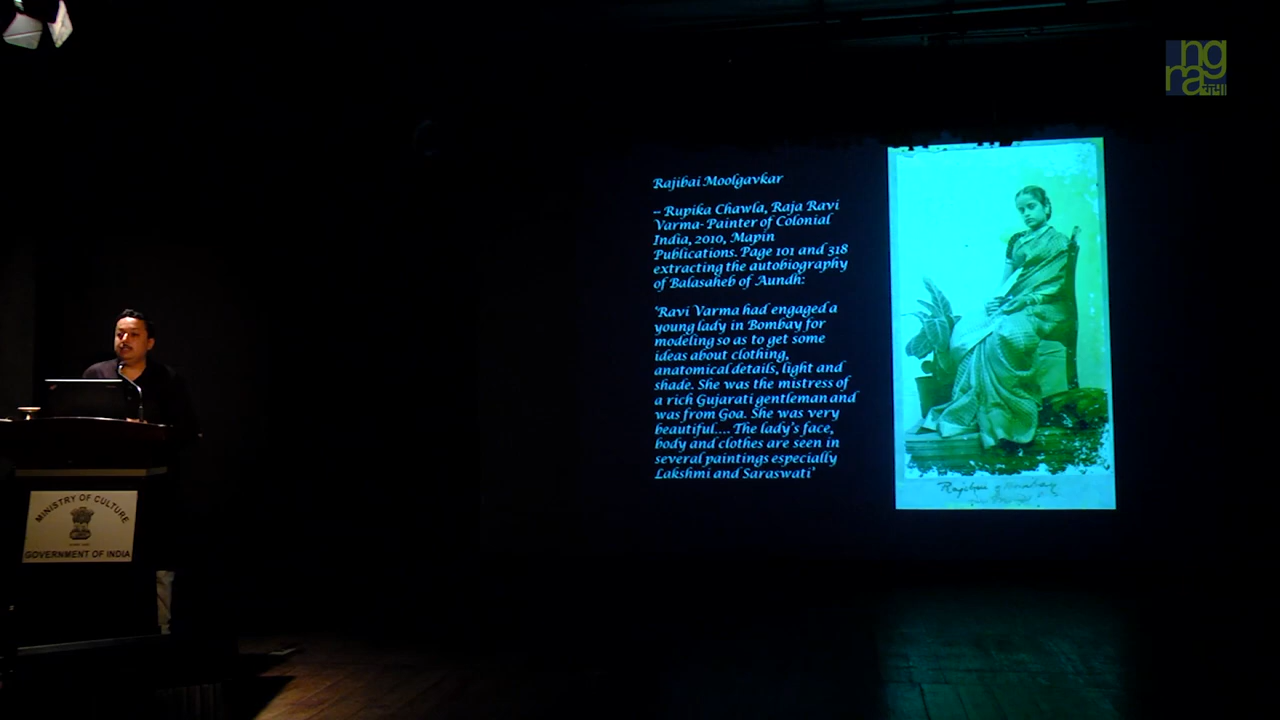 ngra
Rajibai Moolgavkar
– Rupika Chawla, Raja Ravi
Varma- Painter of Colonial
India, 2010, Mapin
Publications. Page 101 and 318
extracting the autobiography
of Balasaheb of Aundh:
‘Ravi Varma had engaged a
young lady in Bombay for
modeling so as to get some
ideas about clothing,
anatomical details, light and
shade. She was the mistress of
a rich Gujarati gentleman and
was from Goa. She was very
beautiful.... The lady’s face,
body and clothes are seen in
several paintings especially
Lakshmi and Saraswati’
MINISTRY OF CULTURE
GOVERNMENT OF INDIA